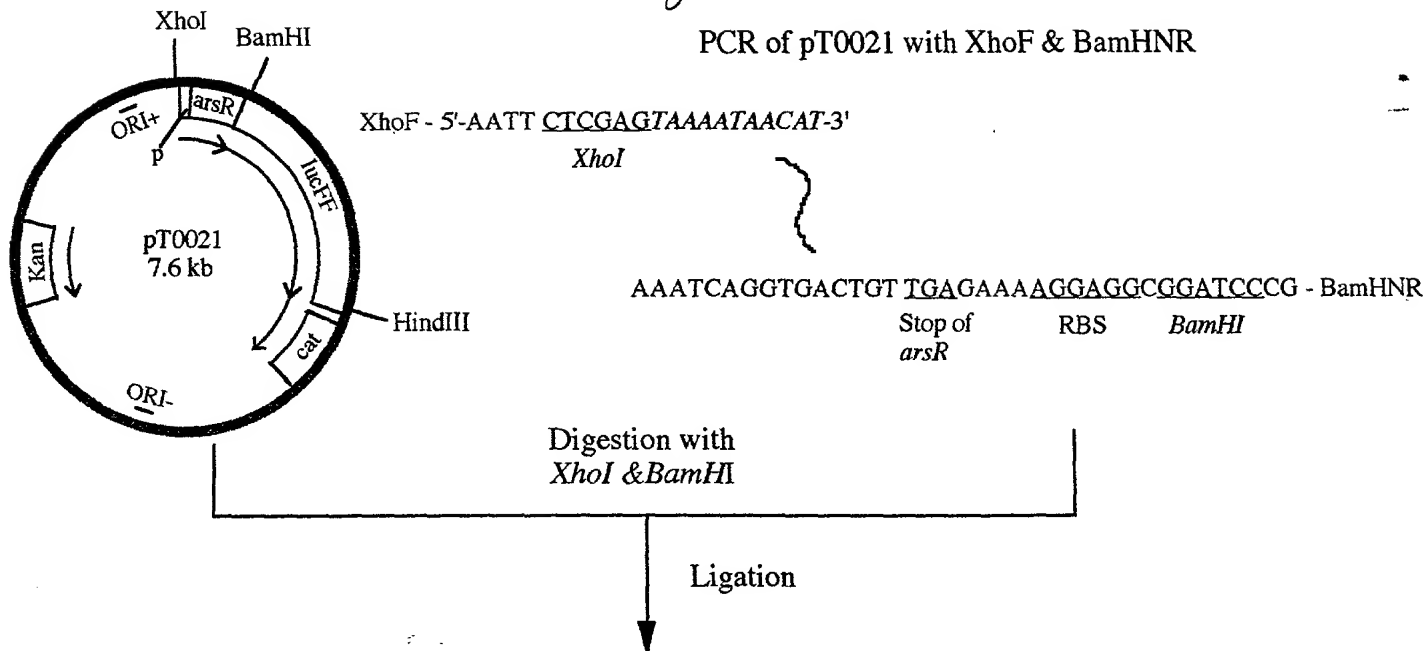 XhoI
BamHI
PCR of pT0021 with XhoF & BamHNR
arsR
ORI+
p
lucFF
XhoF - 5'-AATT CTCGAGTAAAATAACAT-3'
XhoI
Kan
pT0021
7.6 kb
AAATCAGGTGACTGT TGAGAAAAGGAGGCGGATCCCG - BamHNR
Stop of
arsR
RBS
BamHI
HindIII
cat
ORI-
Digestion with
XhoI &BamHI
Ligation